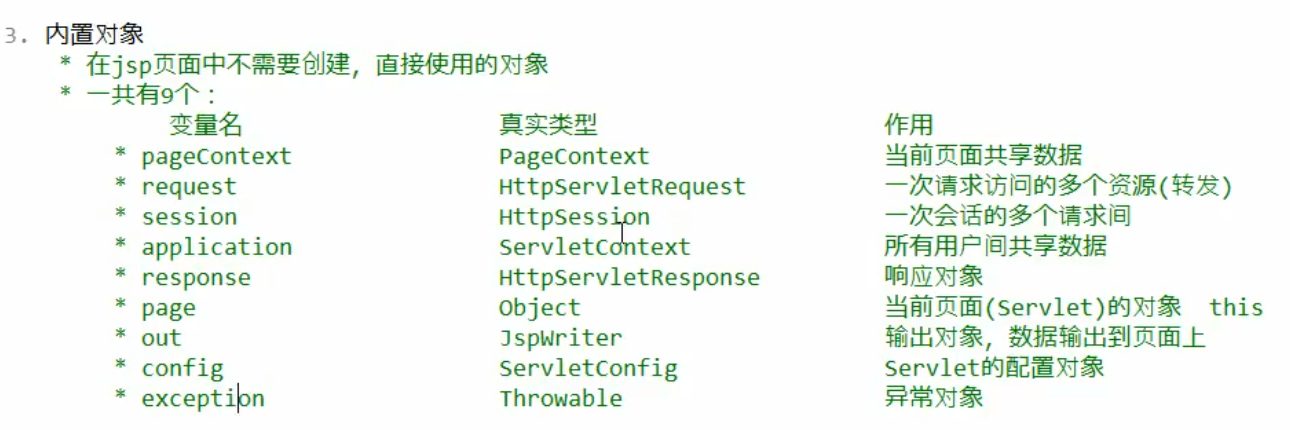 3. 内置对象
* 在jsp页面中不需要创建，直接使用的对象
* 一共有9个：
变量名 真实类型 作用
* pageContext PageContext 当前页面共享数据
* request HttpServletRequest 一次请求访问的多个资源(转发)
* session HttpSession 一次会话的多个请求间
* application ServletContext 所有用户间共享数据
* response HttpServletResponse 响应对象
* page Object 当前页面(Servlet)的对象 this
* out JspWriter 输出对象，数据输出到页面上
* config ServletConfig Servlet的配置对象
* exception Throwable 异常对象